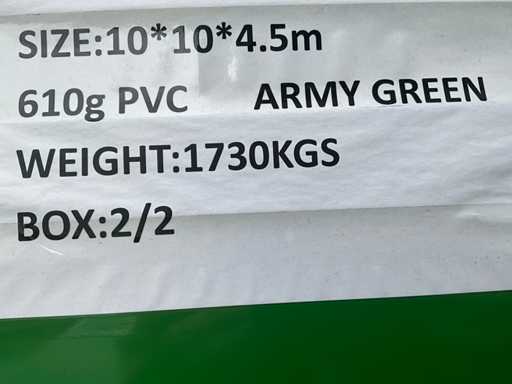 SIZE:10*10*4.5m
610g PVC ARMY GREEN
WEIGHT:1730KGS
BOX:2/2